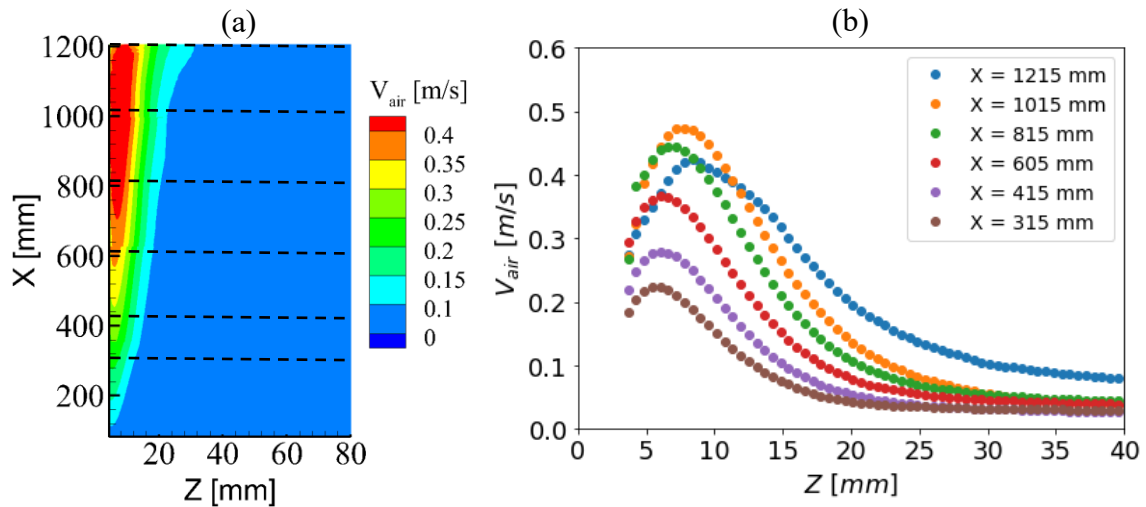 (a)
1200
1000
800
600
400
200
X [mm]
20 40 60 80
Z [mm]
V_air [m/s]
0.4
0.35
0.3
0.25
0.2
0.15
0.1
0
(b)
0.6
0.5
0.4
0.3
0.2
0.1
0.0
V_air [m/s]
X = 1215 mm
X = 1015 mm
X = 815 mm
X = 605 mm
X = 415 mm
X = 315 mm
0 5 10 15 20 25 30 35 40
Z [mm]